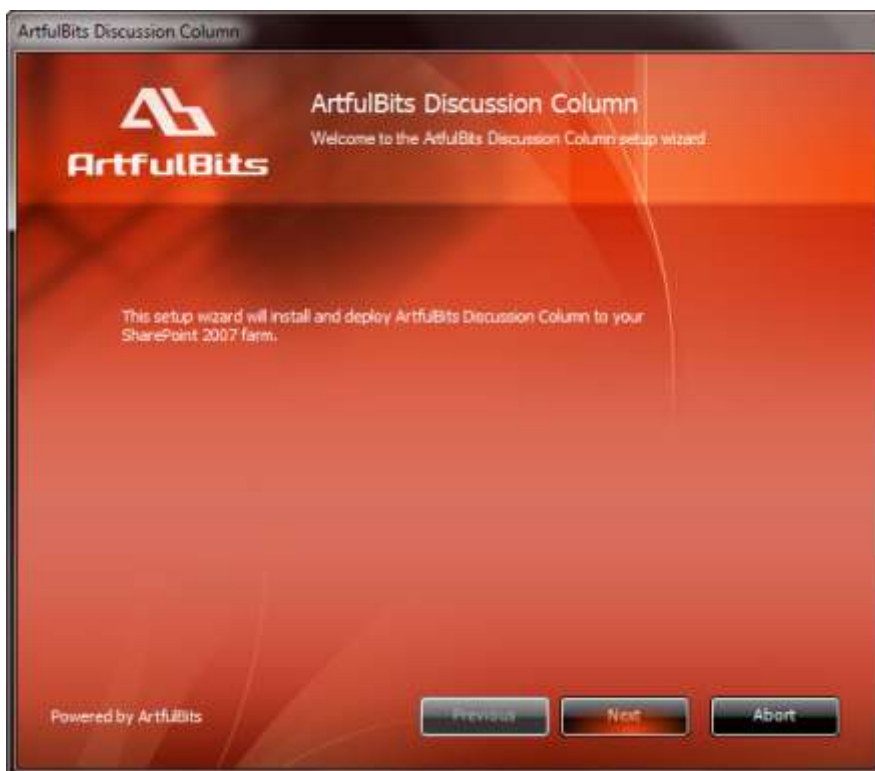 ArtfulBits Discussion Column
ArtfulBits
ArtfulBits Discussion Column
Welcome to the ArtfulBits Discussion Column setup wizard
This setup wizard will install and deploy ArtfulBits Discussion Column to your
SharePoint 2007 farm.
Powered by ArtfulBits
Previous
Next
Abort